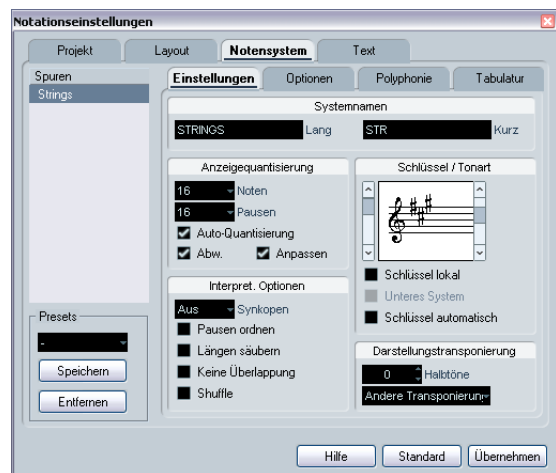 Notationseinstellungen
Projekt Layout Notensystem Text
Spuren
Strings
Einstellungen Optionen Polyphonie Tabulatur
Systemnamen
STRINGS Lang STR Kurz
Anzeigequantisierung
16 Noten
16 Pausen
Auto-Quantisierung
Abw. Anpassen
Schlüssel / Tonart
Schlüssel lokal
Unteres System
Schlüssel automatisch
Interpret. Optionen
Aus Synkopen
Pausen ordnen
Längen säubern
Keine Überlappung
Shuffle
Darstellungstransponierung
0 Halbtöne
Andere Transponierun
Presets
-
Speichern
Entfernen
Hilfe Standard Übernehmen